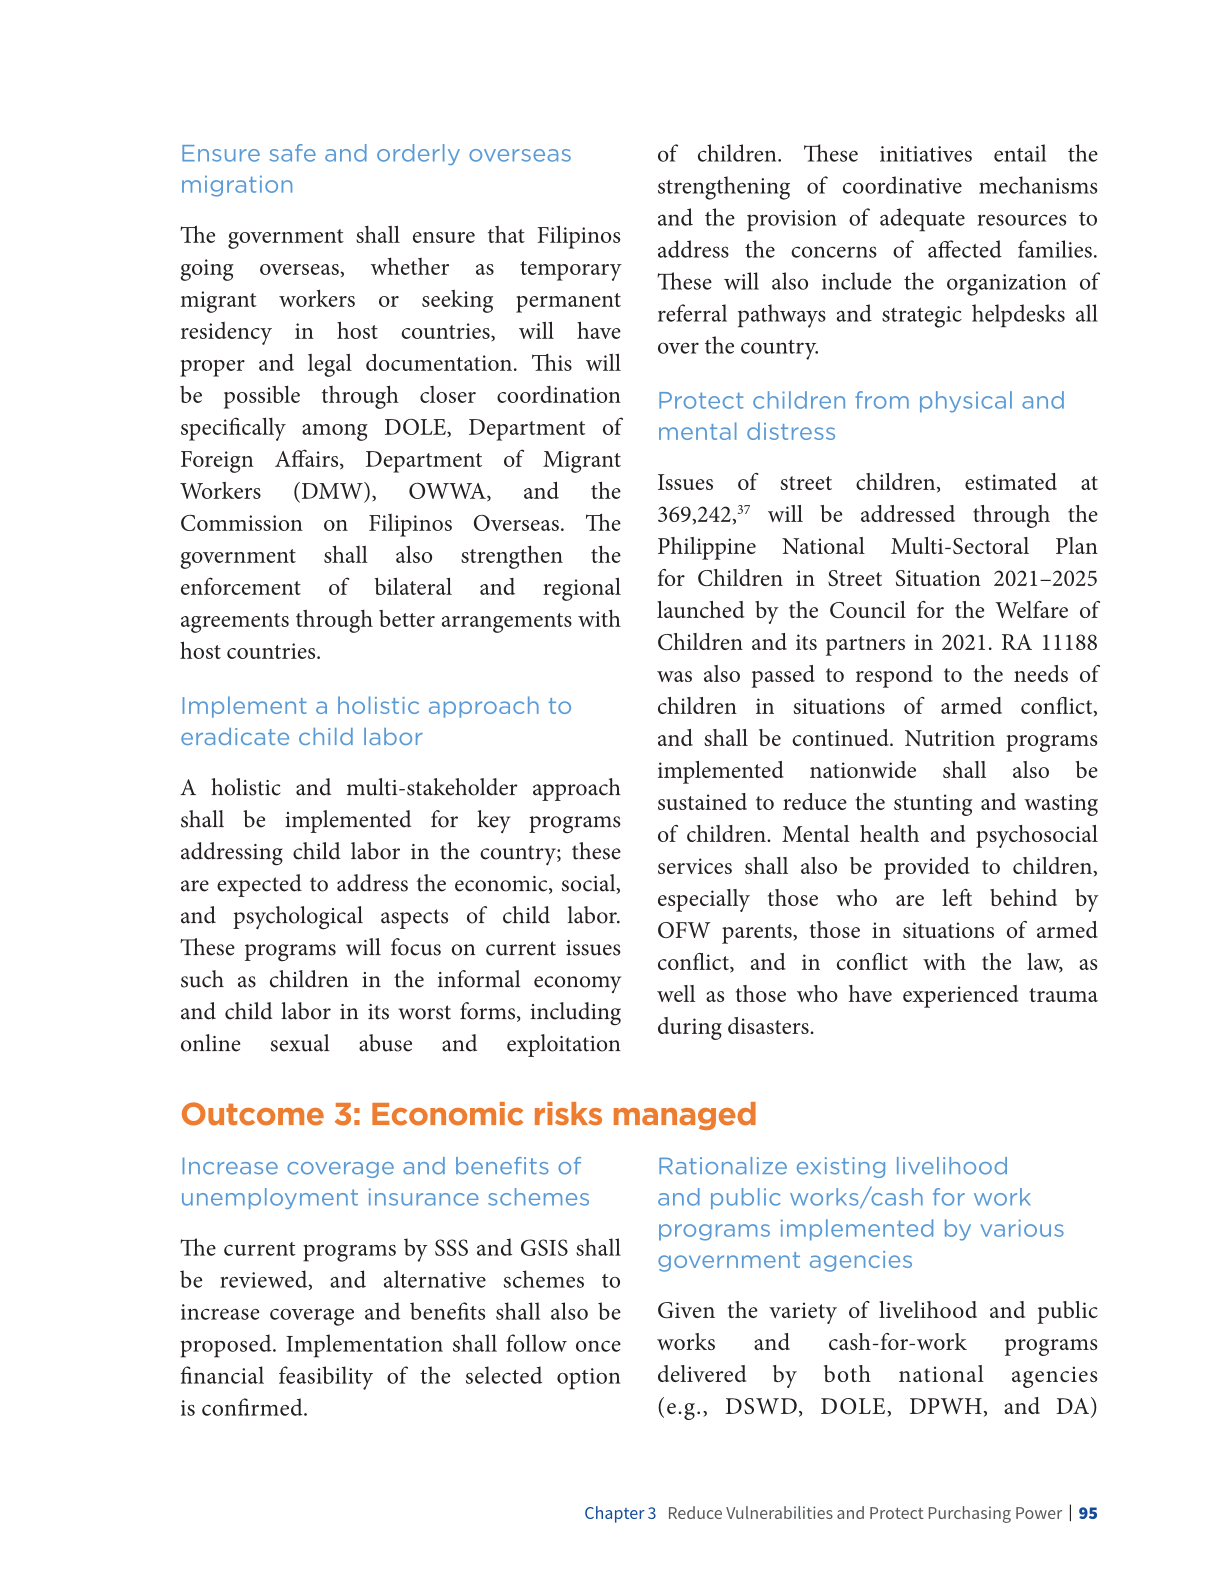 Ensure safe and orderly overseas
migration
The government shall ensure that Filipinos
going overseas, whether as temporary
migrant workers or seeking permanent
residency in host countries, will have
proper and legal documentation. This will
be possible through closer coordination
specifically among DOLE, Department of
Foreign Affairs, Department of Migrant
Workers (DMW), OWWA, and the
Commission on Filipinos Overseas. The
government shall also strengthen the
enforcement of bilateral and regional
agreements through better arrangements with
host countries.
Implement a holistic approach to
eradicate child labor
A holistic and multi-stakeholder approach
shall be implemented for key programs
addressing child labor in the country; these
are expected to address the economic, social,
and psychological aspects of child labor.
These programs will focus on current issues
such as children in the informal economy
and child labor in its worst forms, including
online sexual abuse and exploitation
of children. These initiatives entail the
strengthening of coordinative mechanisms
and the provision of adequate resources to
address the concerns of affected families.
These will also include the organization of
referral pathways and strategic helpdesks all
over the country.
Protect children from physical and
mental distress
Issues of street children, estimated at
369,242,37 will be addressed through the
Philippine National Multi-Sectoral Plan
for Children in Street Situation 2021–2025
launched by the Council for the Welfare of
Children and its partners in 2021. RA 11188
was also passed to respond to the needs of
children in situations of armed conflict,
and shall be continued. Nutrition programs
implemented nationwide shall also be
sustained to reduce the stunting and wasting
of children. Mental health and psychosocial
services shall also be provided to children,
especially those who are left behind by
OFW parents, those in situations of armed
conflict, and in conflict with the law, as
well as those who have experienced trauma
during disasters.
Outcome 3: Economic risks managed
Increase coverage and benefits of
unemployment insurance schemes
The current programs by SSS and GSIS shall
be reviewed, and alternative schemes to
increase coverage and benefits shall also be
proposed. Implementation shall follow once
financial feasibility of the selected option
is confirmed.
Rationalize existing livelihood
and public works/cash for work
programs implemented by various
government agencies
Given the variety of livelihood and public
works and cash-for-work programs
delivered by both national agencies
(e.g., DSWD, DOLE, DPWH, and DA)
Chapter 3 Reduce Vulnerabilities and Protect Purchasing Power | 95